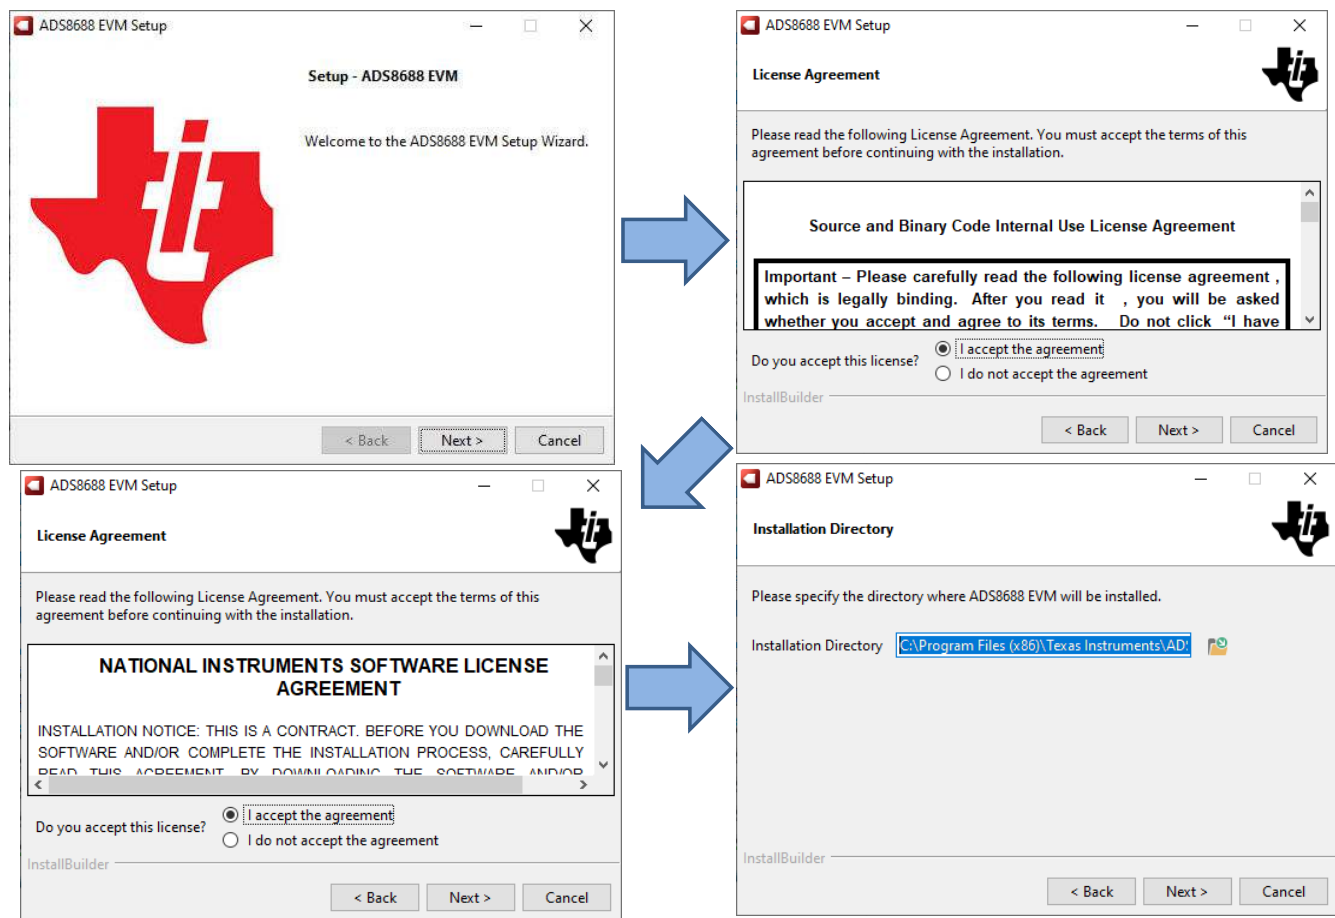 ADS8688 EVM Setup
Setup - ADS8688 EVM
Welcome to the ADS8688 EVM Setup Wizard.
< Back
Next >
Cancel
ADS8688 EVM Setup
License Agreement
Please read the following License Agreement. You must accept the terms of this
agreement before continuing with the installation.
Source and Binary Code Internal Use License Agreement
Important – Please carefully read the following license agreement ,
which is legally binding. After you read it , you will be asked
whether you accept and agree to its terms. Do not click “I have
Do you accept this license?
I accept the agreement
I do not accept the agreement
InstallBuilder
< Back
Next >
Cancel
ADS8688 EVM Setup
License Agreement
Please read the following License Agreement. You must accept the terms of this
agreement before continuing with the installation.
NATIONAL INSTRUMENTS SOFTWARE LICENSE
AGREEMENT
INSTALLATION NOTICE: THIS IS A CONTRACT. BEFORE YOU DOWNLOAD THE
SOFTWARE AND/OR COMPLETE THE INSTALLATION PROCESS, CAREFULLY
READ THIS AGREEMENT. BY DOWNLOADING THE SOFTWARE AND/OR
Do you accept this license?
I accept the agreement
I do not accept the agreement
InstallBuilder
< Back
Next >
Cancel
ADS8688 EVM Setup
Installation Directory
Please specify the directory where ADS8688 EVM will be installed.
Installation Directory
C:\Program Files (x86)\Texas Instruments\AD
InstallBuilder
< Back
Next >
Cancel